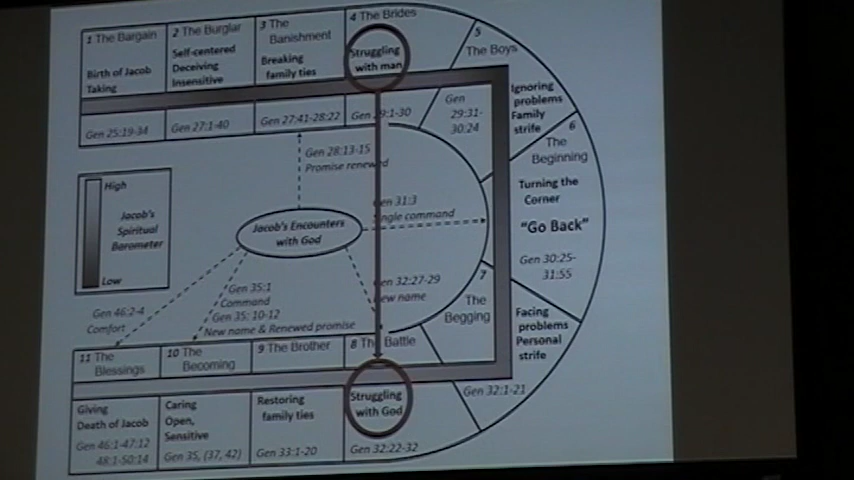 1 The Bargain
Birth of Jacob
Taking
Gen 25:19-34
2 The Burglar
Self-centered
Deceiving
Insensitive
Gen 27:1-40
3 The
Banishment
Breaking
family ties
Gen 27:41-28:22
4 The Brides
Struggling
with man
Gen 29:1-30
5
The Boys
Ignoring
problems
Family
strife
Gen
29:31-
30:24
6
The
Beginning
Turning the
Corner
“Go Back”
Gen 30:25-
31:55
7
The
Begging
Facing
problems
Personal
strife
Gen 32:1-21
8 The Battle
Struggling
with God
Gen 32:22-32
9 The Brother
Restoring
family ties
Gen 33:1-20
10 The
Becoming
Caring
Open,
Sensitive
Gen 35, (37, 42)
11 The
Blessings
Giving
Death of Jacob
Gen 46:1-47:12
48:1-50:14
High
Jacob's
Spiritual
Barometer
Low
Jacob's Encounters
with God
Gen 28:13-15
Promise renewed
Gen 31:3
Single command
Gen 32:27-29
New name
Gen 35:1
Command
Gen 35: 10-12
New name & Renewed promise
Gen 46:2-4
Comfort